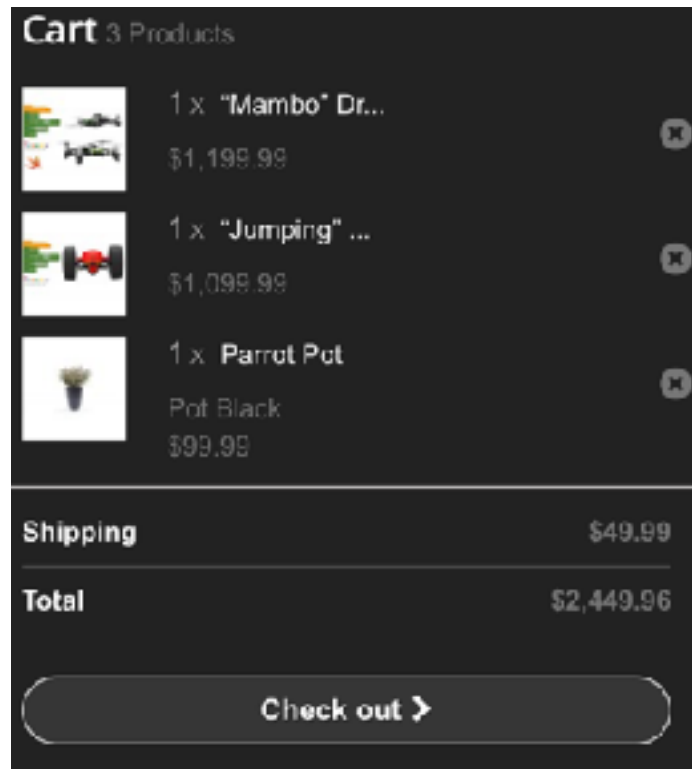 Cart 3 Products
1 x "Mambo" Dr...
$1,199.99
1 x "Jumping" ...
$1,099.99
1 x Parrot Pot
Pot Black
$99.99
Shipping $49.99
Total $2,449.96
Check out